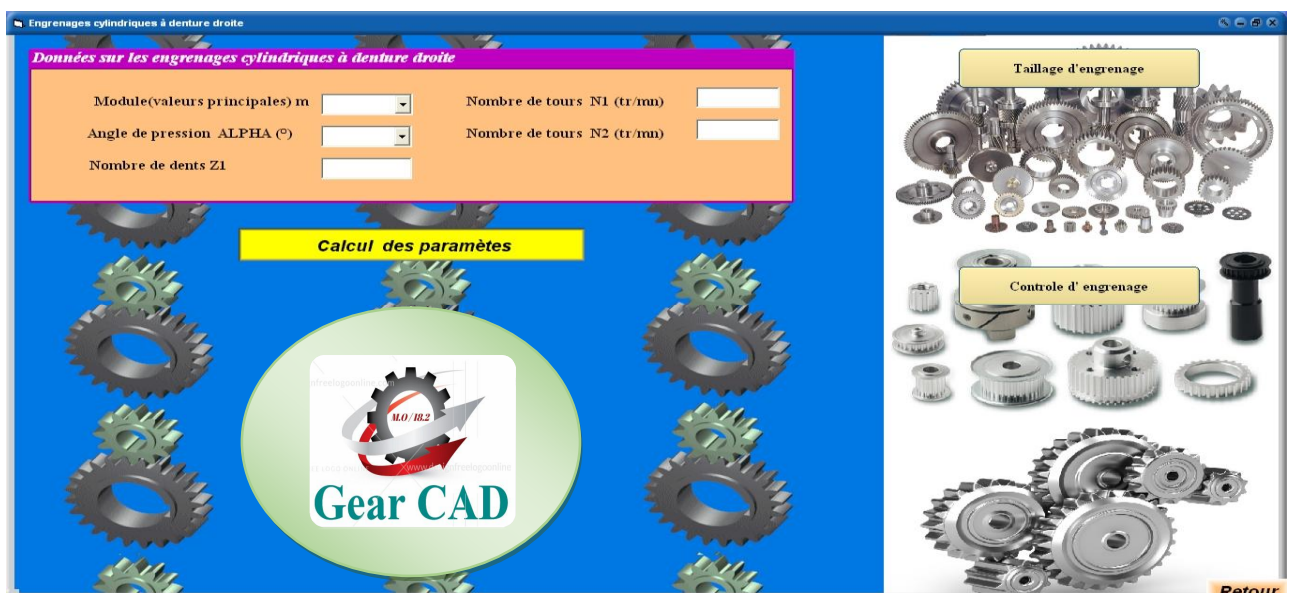 Engrenages cylindriques à denture droite
Données sur les engrenages cylindriques à denture droite
Module(valeurs principales) m
Nombre de tours N1 (tr/mn)
Angle de pression ALPHA (°)
Nombre de tours N2 (tr/mn)
Nombre de dents Z1
Calcul des paramètes
M.O / 18.2
Gear CAD
Taillage d'engrenage
Controle d' engrenage
Retour